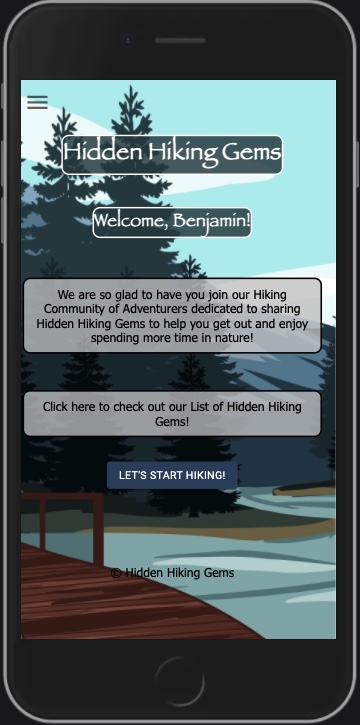 Hidden Hiking Gems
Welcome, Benjamin!
We are so glad to have you join our Hiking
Community of Adventurers dedicated to sharing
Hidden Hiking Gems to help you get out and enjoy
spending more time in nature!
Click here to check out our List of Hidden Hiking
Gems!
LET'S START HIKING!
© Hidden Hiking Gems